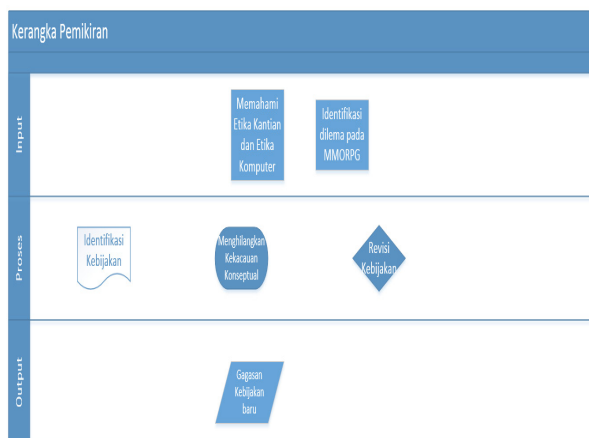 Kerangka Pemikiran
Input
Memahami
Etika Kantian
dan Etika
Komputer
Identifikasi
dilema pada
MMORPG
Proses
Identifikasi
Kebijakan
Menghilangkan
Kekacauan
Konseptual
Revisi
Kebijakan
Output
Gagasan
Kebijakan
baru